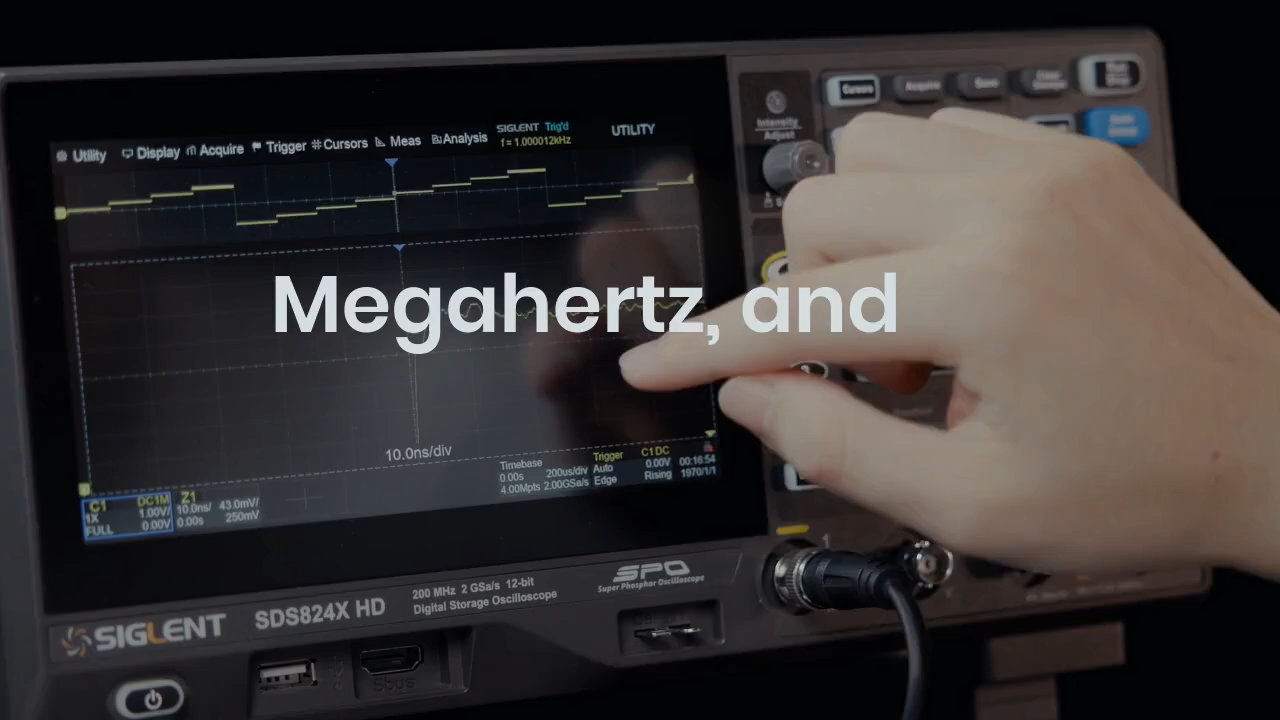 Utility Display Acquire Trigger Cursors Meas Analysis
SIGLENT Trig'd
f = 1.000012kHz
UTILITY
Intensity
Adjust
Cursors
Acquire
Megahertz, and
10.0ns/div
C1 DC1M
1X 1.00V/
FULL 0.00V
Z1
10.0ns/ 43.0mV/
0.00s 250mV
Timebase
0.00s 200us/div
4.00Mpts 2.00GSa/s
Trigger C1 DC
Auto 0.00V
Edge Rising
00:16:54
1970/1/1
SPO
Super Phosphor Oscilloscope
SIGLENT
SDS824X HD
200 MHz 2 GSa/s 12-bit
Digital Storage Oscilloscope